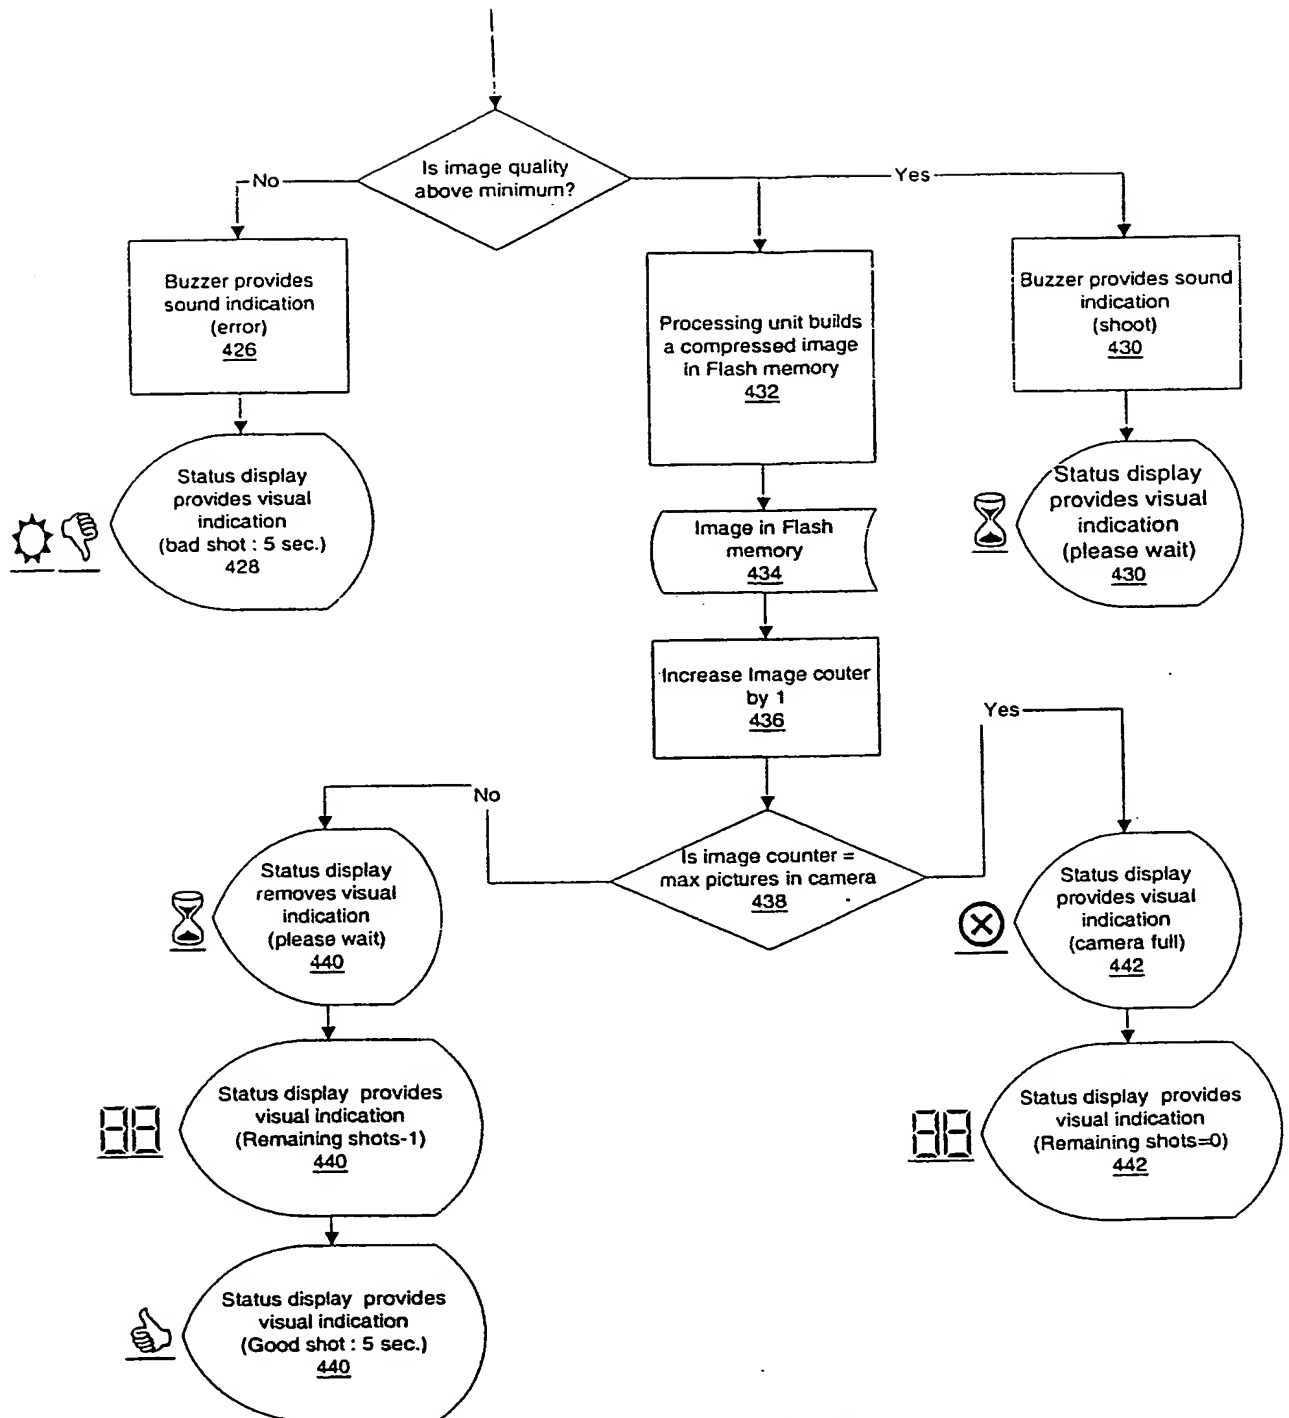 Is image quality
above minimum?
No
Yes
Buzzer provides
sound indication
(error)
426
Processing unit builds
a compressed image
in Flash memory
432
Buzzer provides sound
indication
(shoot)
430
Status display
provides visual
indication
(bad shot : 5 sec.)
428
Image in Flash
memory
434
Status display
provides visual
indication
(please wait)
430
Increase Image couter
by 1
436
Yes
No
Is image counter =
max pictures in camera
438
Status display
removes visual
indication
(please wait)
440
Status display
provides visual
indication
(camera full)
442
Status display provides
visual indication
(Remaining shots-1)
440
88
Status display provides
visual indication
(Remaining shots=0)
442
88
Status display provides
visual indication
(Good shot : 5 sec.)
440